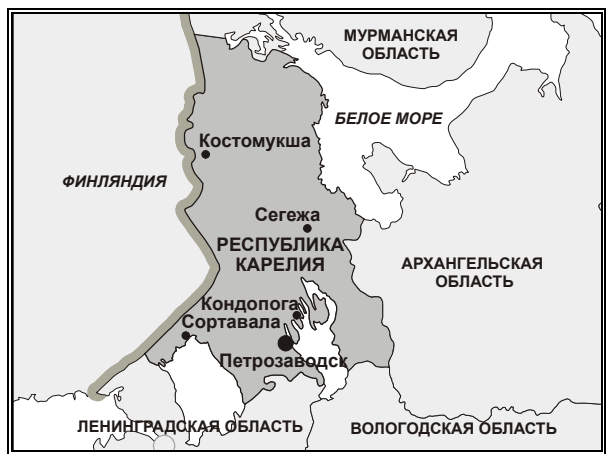 МУРМАНСКАЯ
ОБЛАСТЬ
БЕЛОЕ МОРЕ
Костомукша
ФИНЛЯНДИЯ
Сегежа
РЕСПУБЛИКА
КАРЕЛИЯ
АРХАНГЕЛЬСКАЯ
ОБЛАСТЬ
Кондопога
Сортавала
Петрозаводск
ЛЕНИНГРАДСКАЯ ОБЛАСТЬ
ВОЛОГОДСКАЯ ОБЛАСТЬ